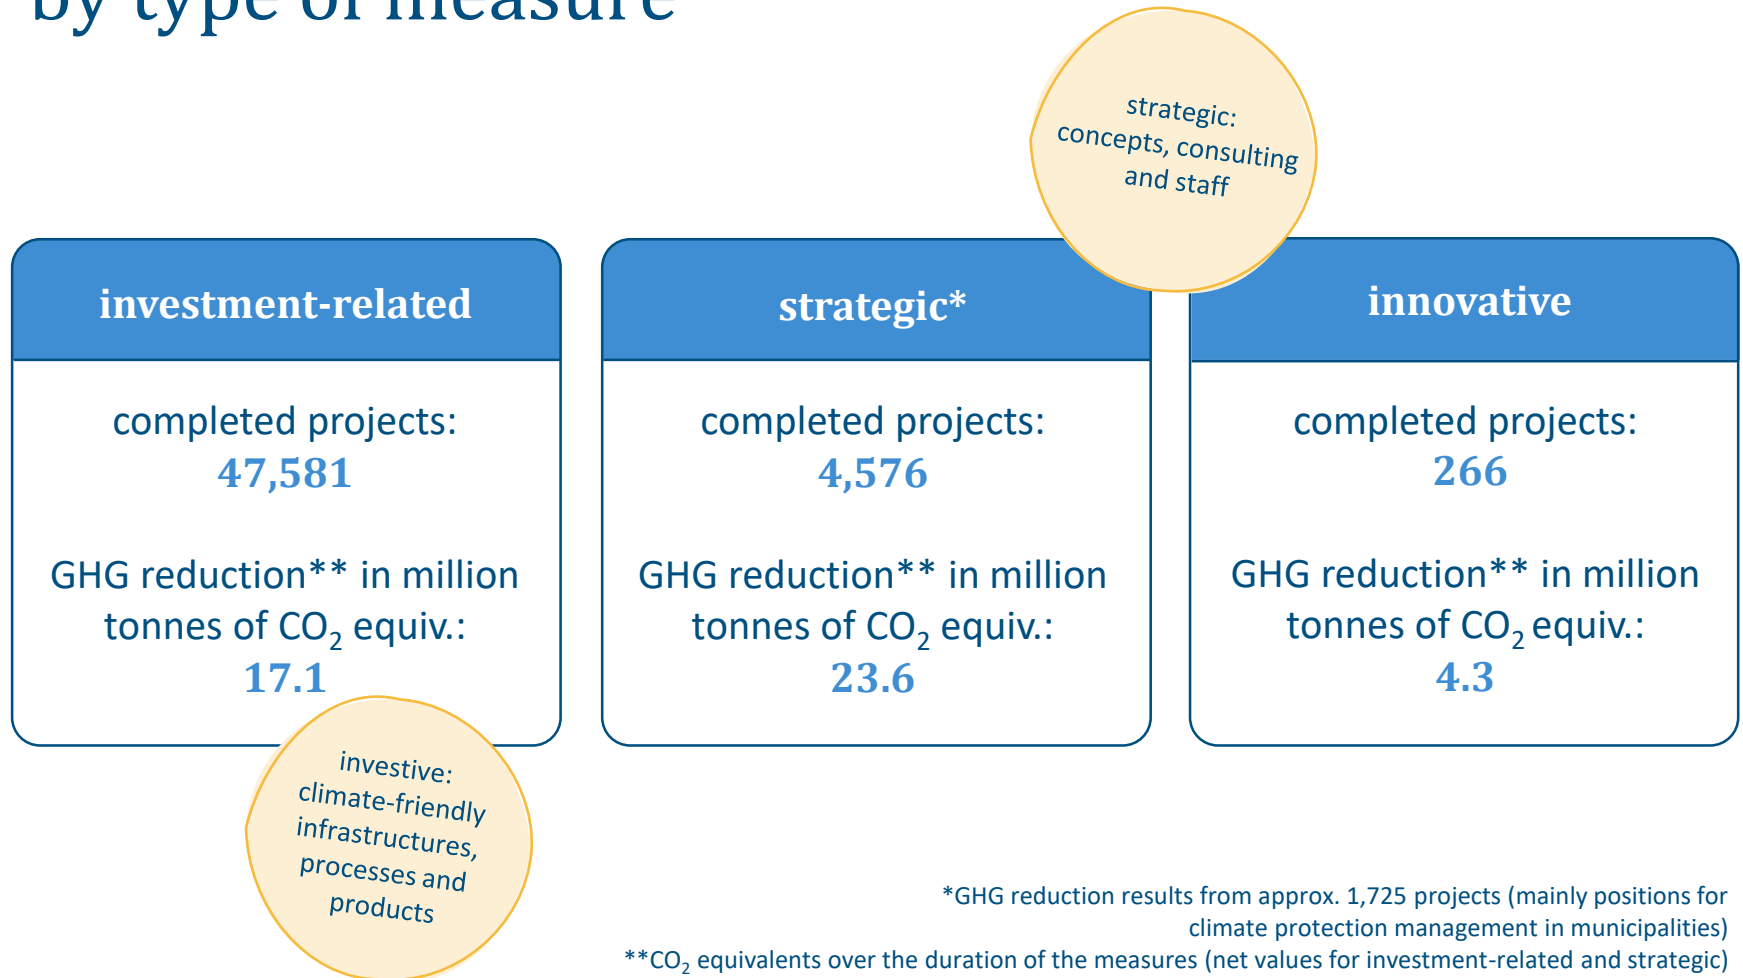 by type of measure
strategic:
concepts, consulting
and staff
investment-related
completed projects:
47,581
GHG reduction** in million
tonnes of CO₂ equiv.:
17.1
investive:
climate-friendly
infrastructures,
processes and
products
strategic*
completed projects:
4,576
GHG reduction** in million
tonnes of CO₂ equiv.:
23.6
innovative
completed projects:
266
GHG reduction** in million
tonnes of CO₂ equiv.:
4.3
*GHG reduction results from approx. 1,725 projects (mainly positions for
climate protection management in municipalities)
**CO₂ equivalents over the duration of the measures (net values for investment-related and strategic)